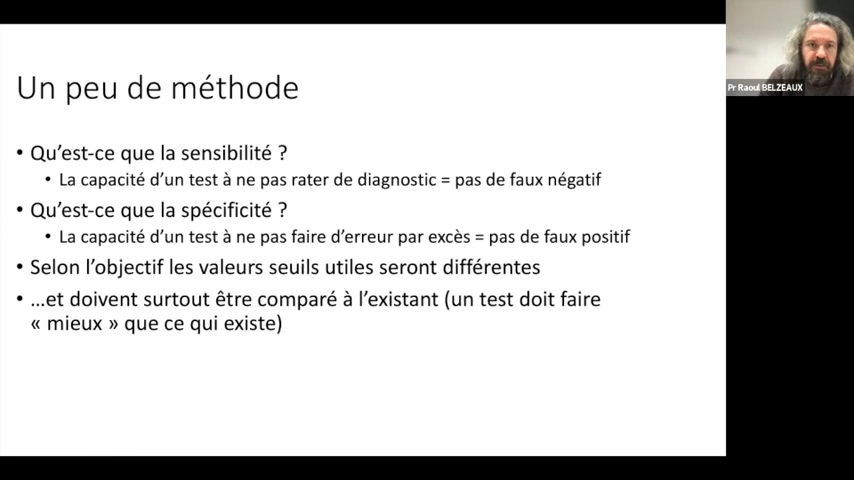 Un peu de méthode
• Qu’est-ce que la sensibilité ?
• La capacité d’un test à ne pas rater de diagnostic = pas de faux négatif
• Qu’est-ce que la spécificité ?
• La capacité d’un test à ne pas faire d’erreur par excès = pas de faux positif
• Selon l’objectif les valeurs seuils utiles seront différentes
• …et doivent surtout être comparé à l’existant (un test doit faire
« mieux » que ce qui existe)
Pr Raoul BELZEAUX